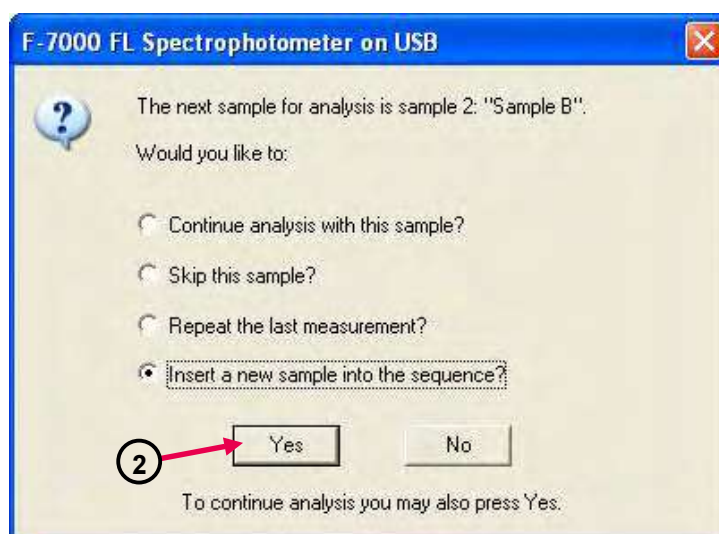 F-7000 FL Spectrophotometer on USB
The next sample for analysis is sample 2: "Sample B".
Would you like to:
Continue analysis with this sample?
Skip this sample?
Repeat the last measurement?
Insert a new sample into the sequence?
2
Yes No
To continue analysis you may also press Yes.